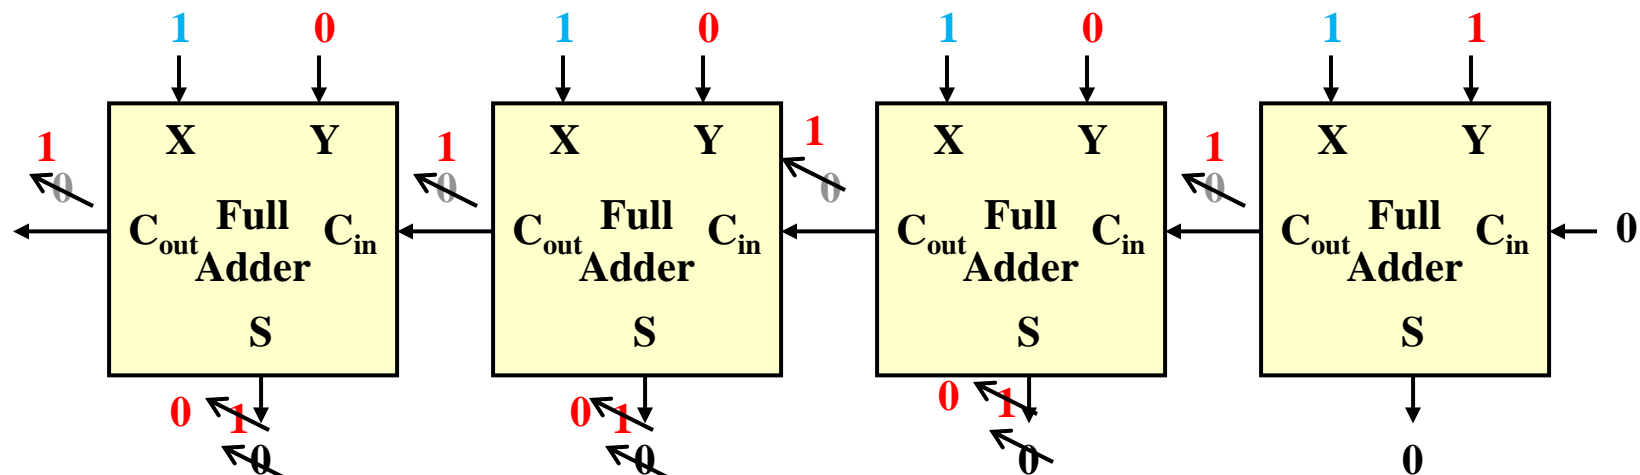 1 0 1 0 1 0 1 1
X Y X Y X Y X Y
1 1 1 1
0 0 0 0
Full Full Full Full
Cout Cin Cout Cin Cout Cin Cout Cin 0
Adder Adder Adder Adder
S S S S
0 1 0 1 0 1
0 0 0 0